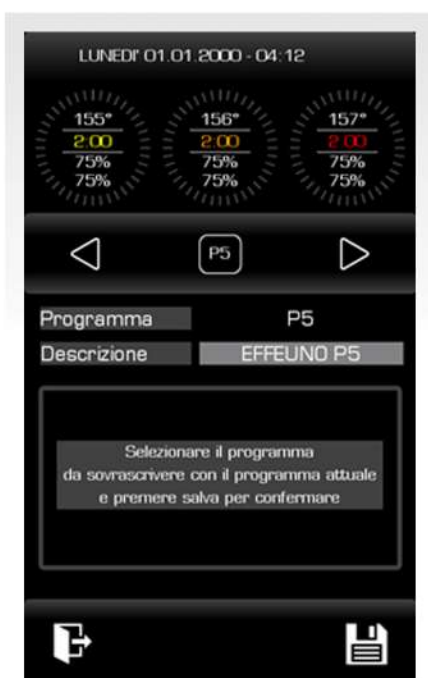 LUNEDI' 01.01.2000 - 04:12
155° 156° 157°
2:00 2:00 2:00
75% 75% 75%
75% 75% 75%
P5
Programma P5
Descrizione EFFEUNO P5
Selezionare il programma
da sovrascrivere con il programma attuale
e premere salva per confermare